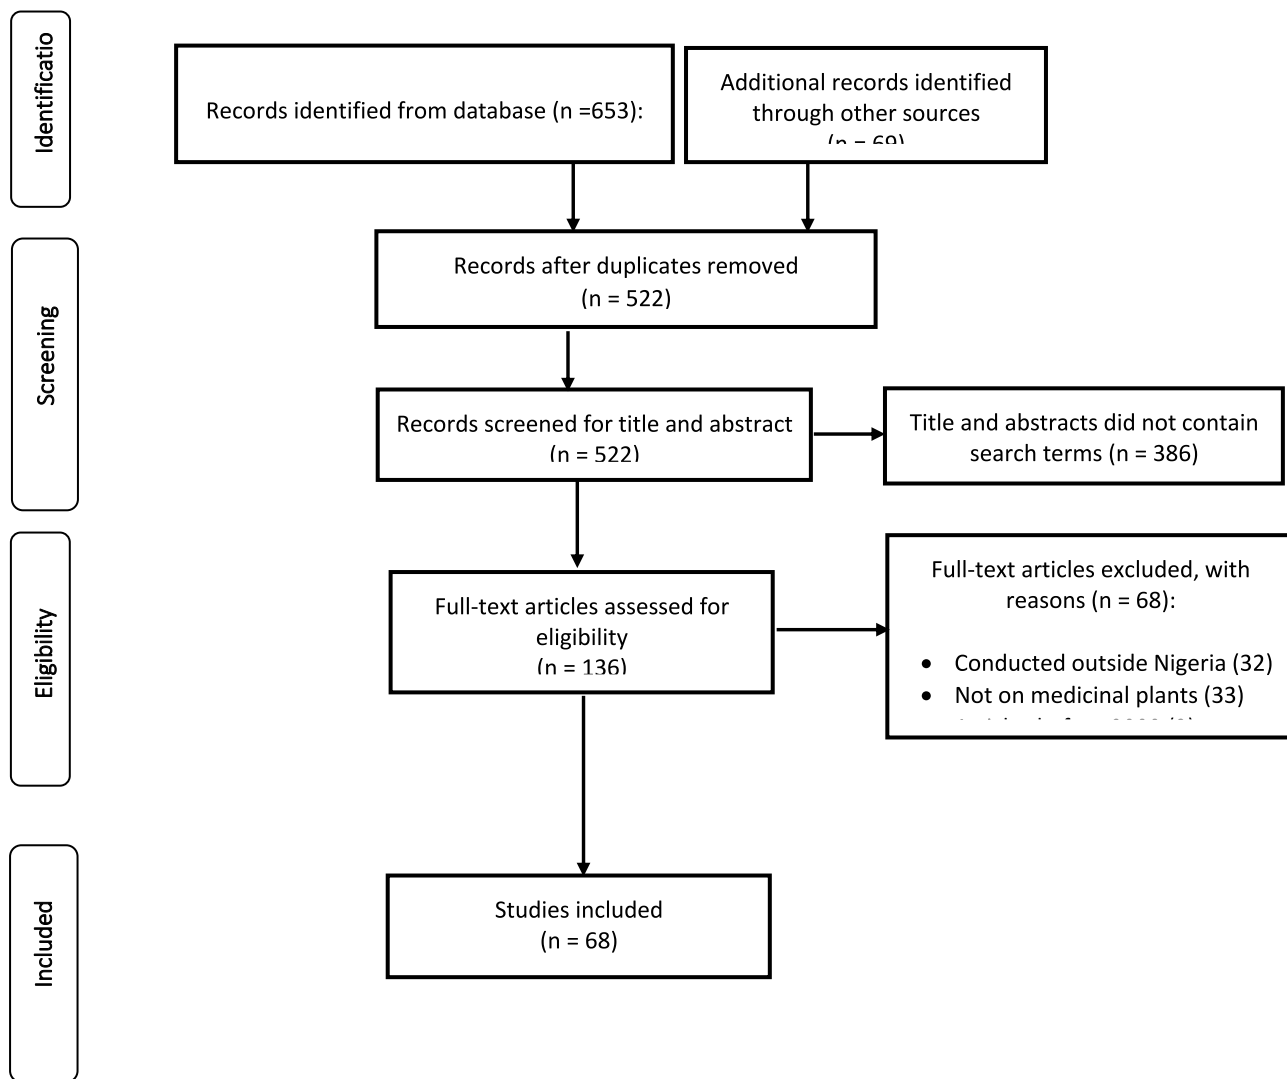 Identificatio
Records identified from database (n =653):
Additional records identified
through other sources
(n = 69)
Records after duplicates removed
(n = 522)
Screening
Records screened for title and abstract
(n = 522)
Title and abstracts did not contain
search terms (n = 386)
Eligibility
Full-text articles assessed for
eligibility
(n = 136)
Full-text articles excluded, with
reasons (n = 68):
• Conducted outside Nigeria (32)
• Not on medicinal plants (33)
Included
Studies included
(n = 68)